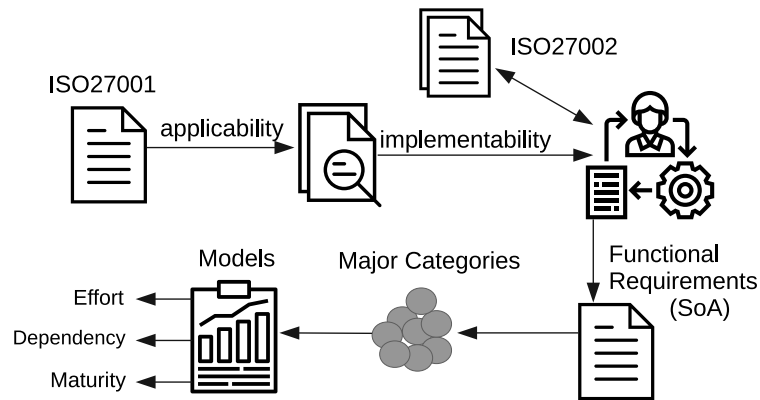 ISO27002
ISO27001
applicability
implementability
Functional
Requirements
(SoA)
Major Categories
Models
Effort
Dependency
Maturity